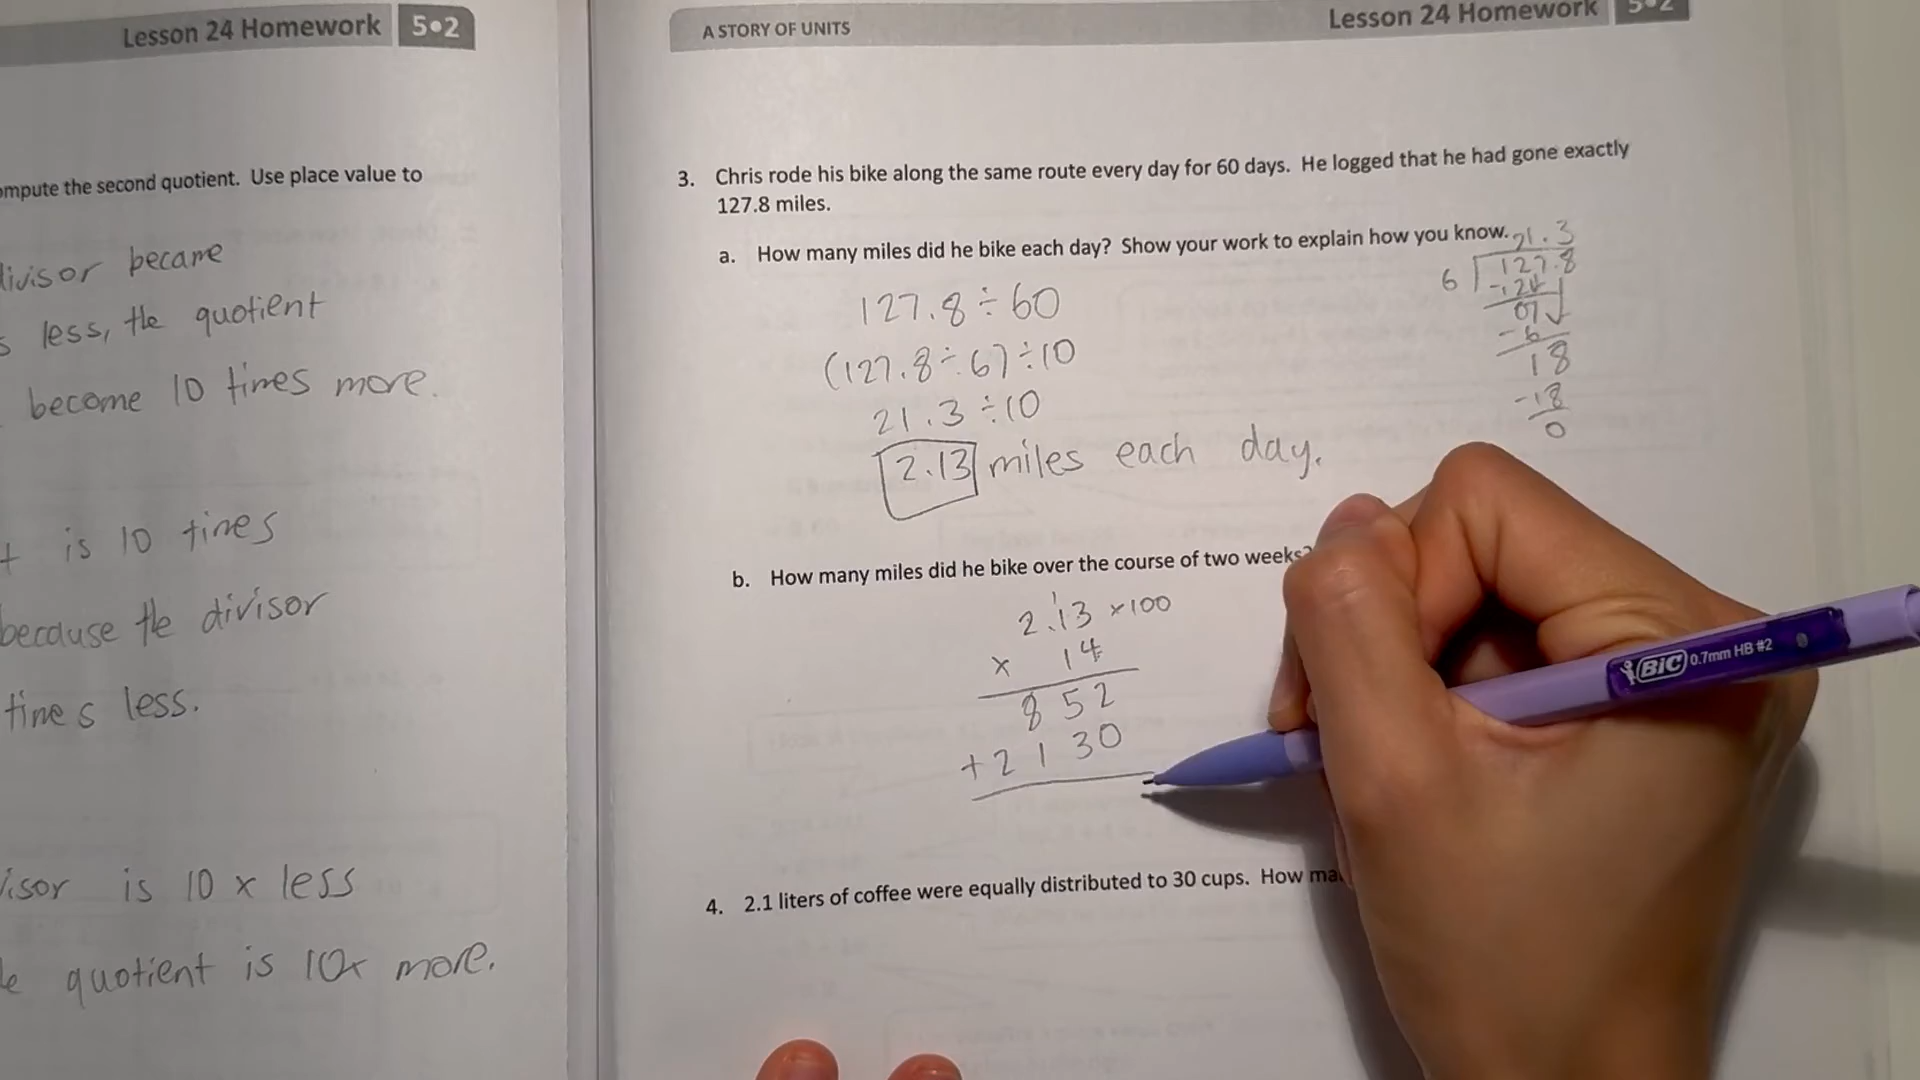 Lesson 24 Homework 5•2
compute the second quotient. Use place value to
divisor became
s less, the quotient
become 10 times more.
t is 10 times
because the divisor
times less.
visor is 10 x less
quotient is 10x more.
A STORY OF UNITS
Lesson 24 Homework 5•2
3. Chris rode his bike along the same route every day for 60 days. He logged that he had gone exactly
127.8 miles.
a. How many miles did he bike each day? Show your work to explain how you know.
127.8 ÷ 60
(127.8 ÷ 6) ÷ 10
21.3 ÷ 10
2.13 miles each day.
21.3
6 127.8
-12
07
-6
18
-18
0
b. How many miles did he bike over the course of two weeks?
1
2.13 x100
x 14
852
+2130
4. 2.1 liters of coffee were equally distributed to 30 cups. How ma
BIC 0.7mm HB #2